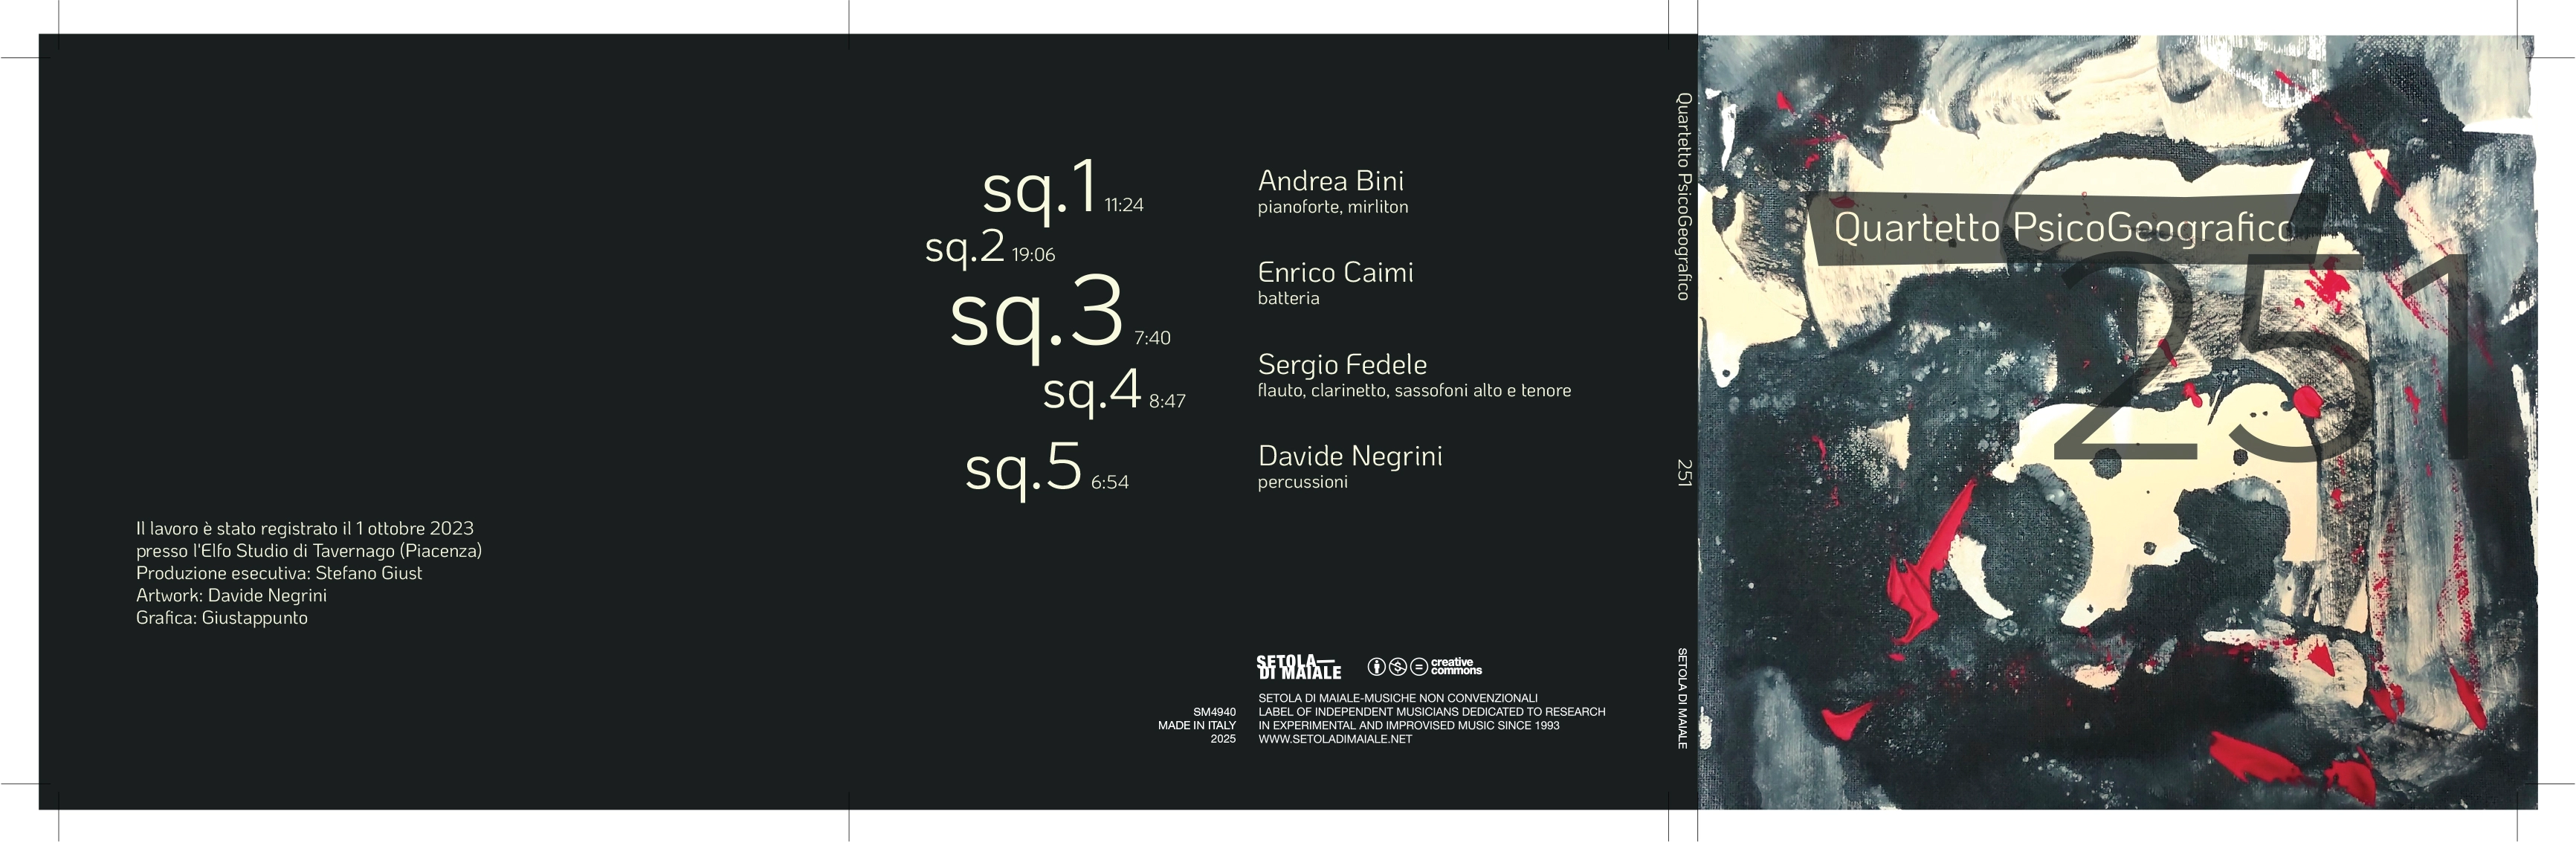 Il lavoro è stato registrato il 1 ottobre 2023
presso l'Elfo Studio di Tavernago (Piacenza)
Produzione esecutiva: Stefano Giust
Artwork: Davide Negrini
Grafica: Giustappunto
sq.1 11:24
sq.2 19:06
sq.3 7:40
sq.4 8:47
sq.5 6:54
Andrea Bini
pianoforte, mirliton
Enrico Caimi
batteria
Sergio Fedele
flauto, clarinetto, sassofoni alto e tenore
Davide Negrini
percussioni
SETOLA
DI MAIALE
creative
commons
SM4940
MADE IN ITALY
2025
SETOLA DI MAIALE-MUSICHE NON CONVENZIONALI
LABEL OF INDEPENDENT MUSICIANS DEDICATED TO RESEARCH
IN EXPERIMENTAL AND IMPROVISED MUSIC SINCE 1993
WWW.SETOLADIMAIALE.NET
Quartetto PsicoGeografico
251
SETOLA DI MAIALE
Quartetto PsicoGeografico
251